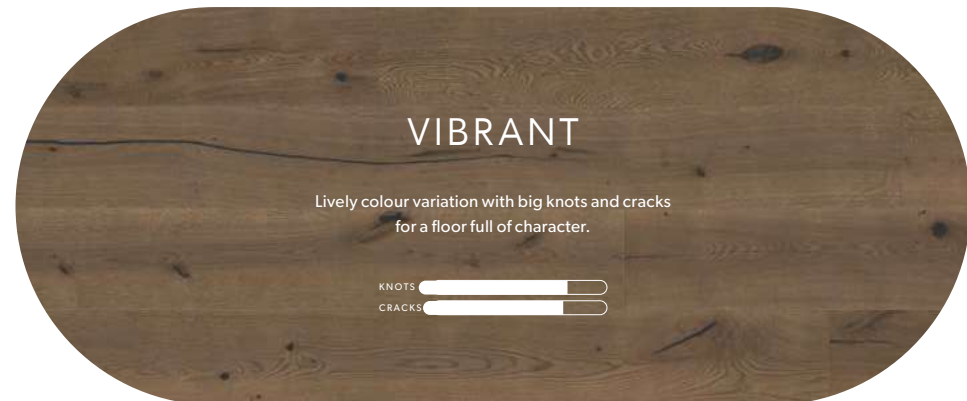 VIBRANT
Lively colour variation with big knots and cracks
for a floor full of character.
KNOTS
CRACKS